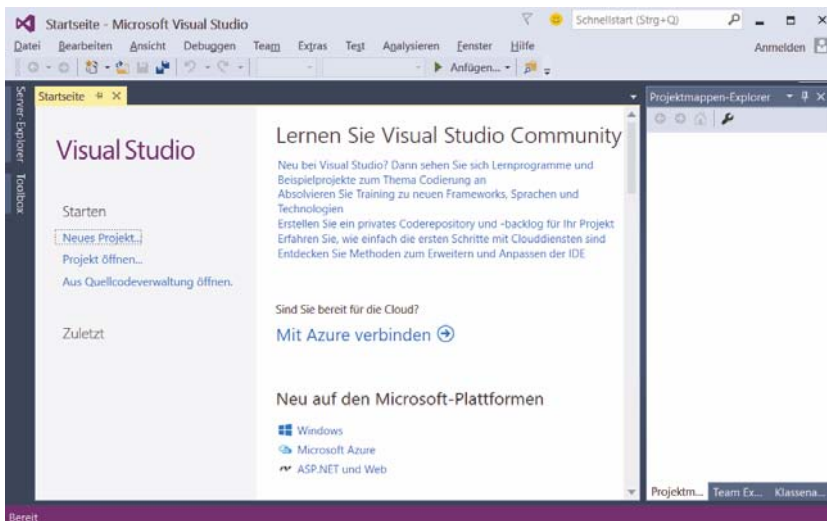 Startseite - Microsoft Visual Studio
Schnellstart (Strg+Q)
Datei Bearbeiten Ansicht Debuggen Team Extras Test Analysieren Fenster Hilfe
Anmelden
Anfügen...
Server-Explorer
Toolbox
Startseite
Visual Studio
Starten
Neues Projekt...
Projekt öffnen...
Aus Quellcodeverwaltung öffnen.
Zuletzt
Lernen Sie Visual Studio Community
Neu bei Visual Studio? Dann sehen Sie sich Lernprogramme und
Beispielprojekte zum Thema Codierung an
Absolvieren Sie Training zu neuen Frameworks, Sprachen und
Technologien
Erstellen Sie ein privates Coderepository und -backlog für Ihr Projekt
Erfahren Sie, wie einfach die ersten Schritte mit Clouddiensten sind
Entdecken Sie Methoden zum Erweitern und Anpassen der IDE
Sind Sie bereit für die Cloud?
Mit Azure verbinden
Neu auf den Microsoft-Plattformen
Windows
Microsoft Azure
ASP.NET und Web
Projektmappen-Explorer
Projektm... Team Ex... Klassena...
Bereit